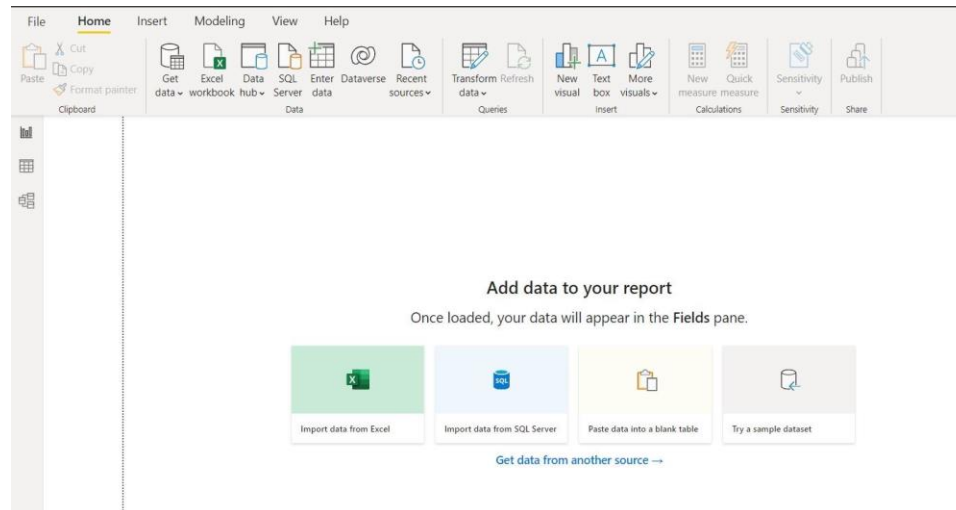 File Home Insert Modeling View Help
Paste
Cut
Copy
Format painter
Clipboard
Get data
Excel workbook
Data hub
SQL Server
Enter data
Dataverse
Recent sources
Data
Transform data
Refresh
Queries
New visual
Text box
A
More visuals
Insert
New measure
Quick measure
Calculations
Sensitivity
Sensitivity
Publish
Share
Add data to your report
Once loaded, your data will appear in the Fields pane.
X
Import data from Excel
SQL
Import data from SQL Server
Paste data into a blank table
Try a sample dataset
Get data from another source →